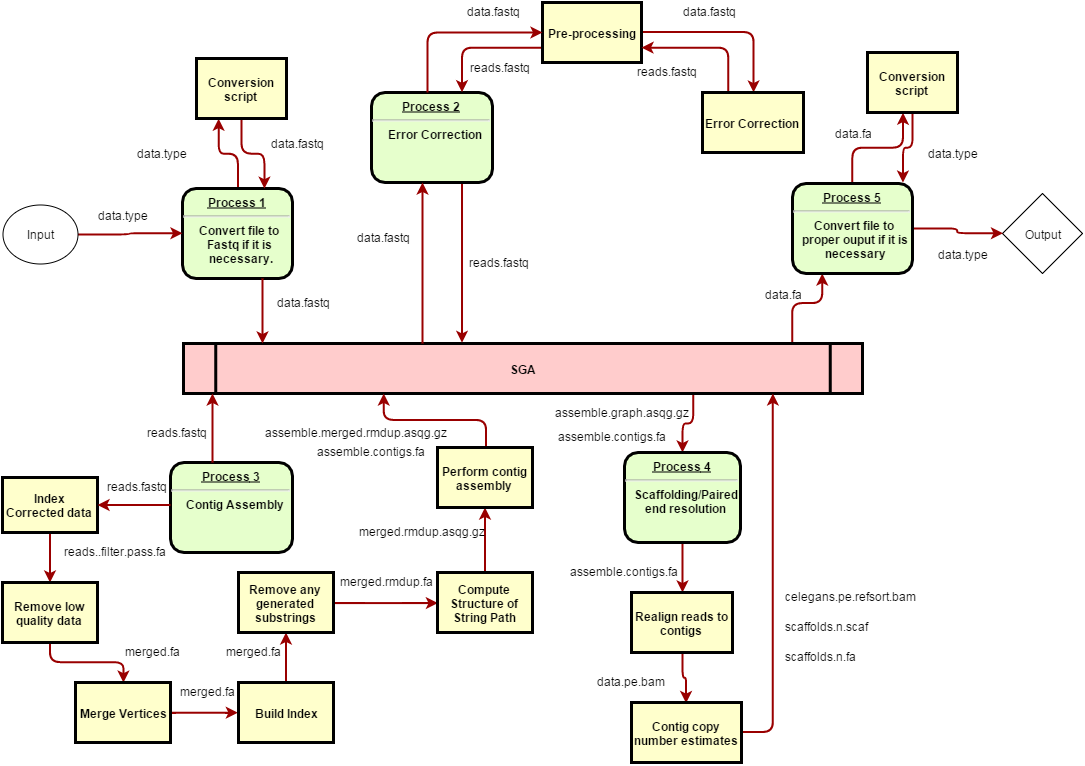 data.fastq
data.fastq
Pre-processing
reads.fastq
reads.fastq
Conversion
script
Conversion
script
Process 2
Error Correction
Error Correction
data.type
data.fastq
data.fa
data.type
Process 1
Convert file to
Fastq if it is
necessary.
Process 5
Convert file to
proper ouput if it is
necessary
Input
data.type
data.fastq
reads.fastq
Output
data.type
data.fastq
data.fa
SGA
reads.fastq
assemble.merged.rmdup.asqg.gz
assemble.contigs.fa
assemble.graph.asqg.gz
assemble.contigs.fa
Process 3
Contig Assembly
Perform contig
assembly
Process 4
Scaffolding/Paired
end resolution
reads.fastq
Index
Corrected data
merged.rmdup.asqg.gz
reads..filter.pass.fa
assemble.contigs.fa
Remove low
quality data
Remove any
generated
substrings
merged.rmdup.fa
Compute
Structure of
String Path
Realign reads to
contigs
celegans.pe.refsort.bam
scaffolds.n.scaf
scaffolds.n.fa
merged.fa
merged.fa
data.pe.bam
Merge Vertices
merged.fa
Build Index
Contig copy
number estimates